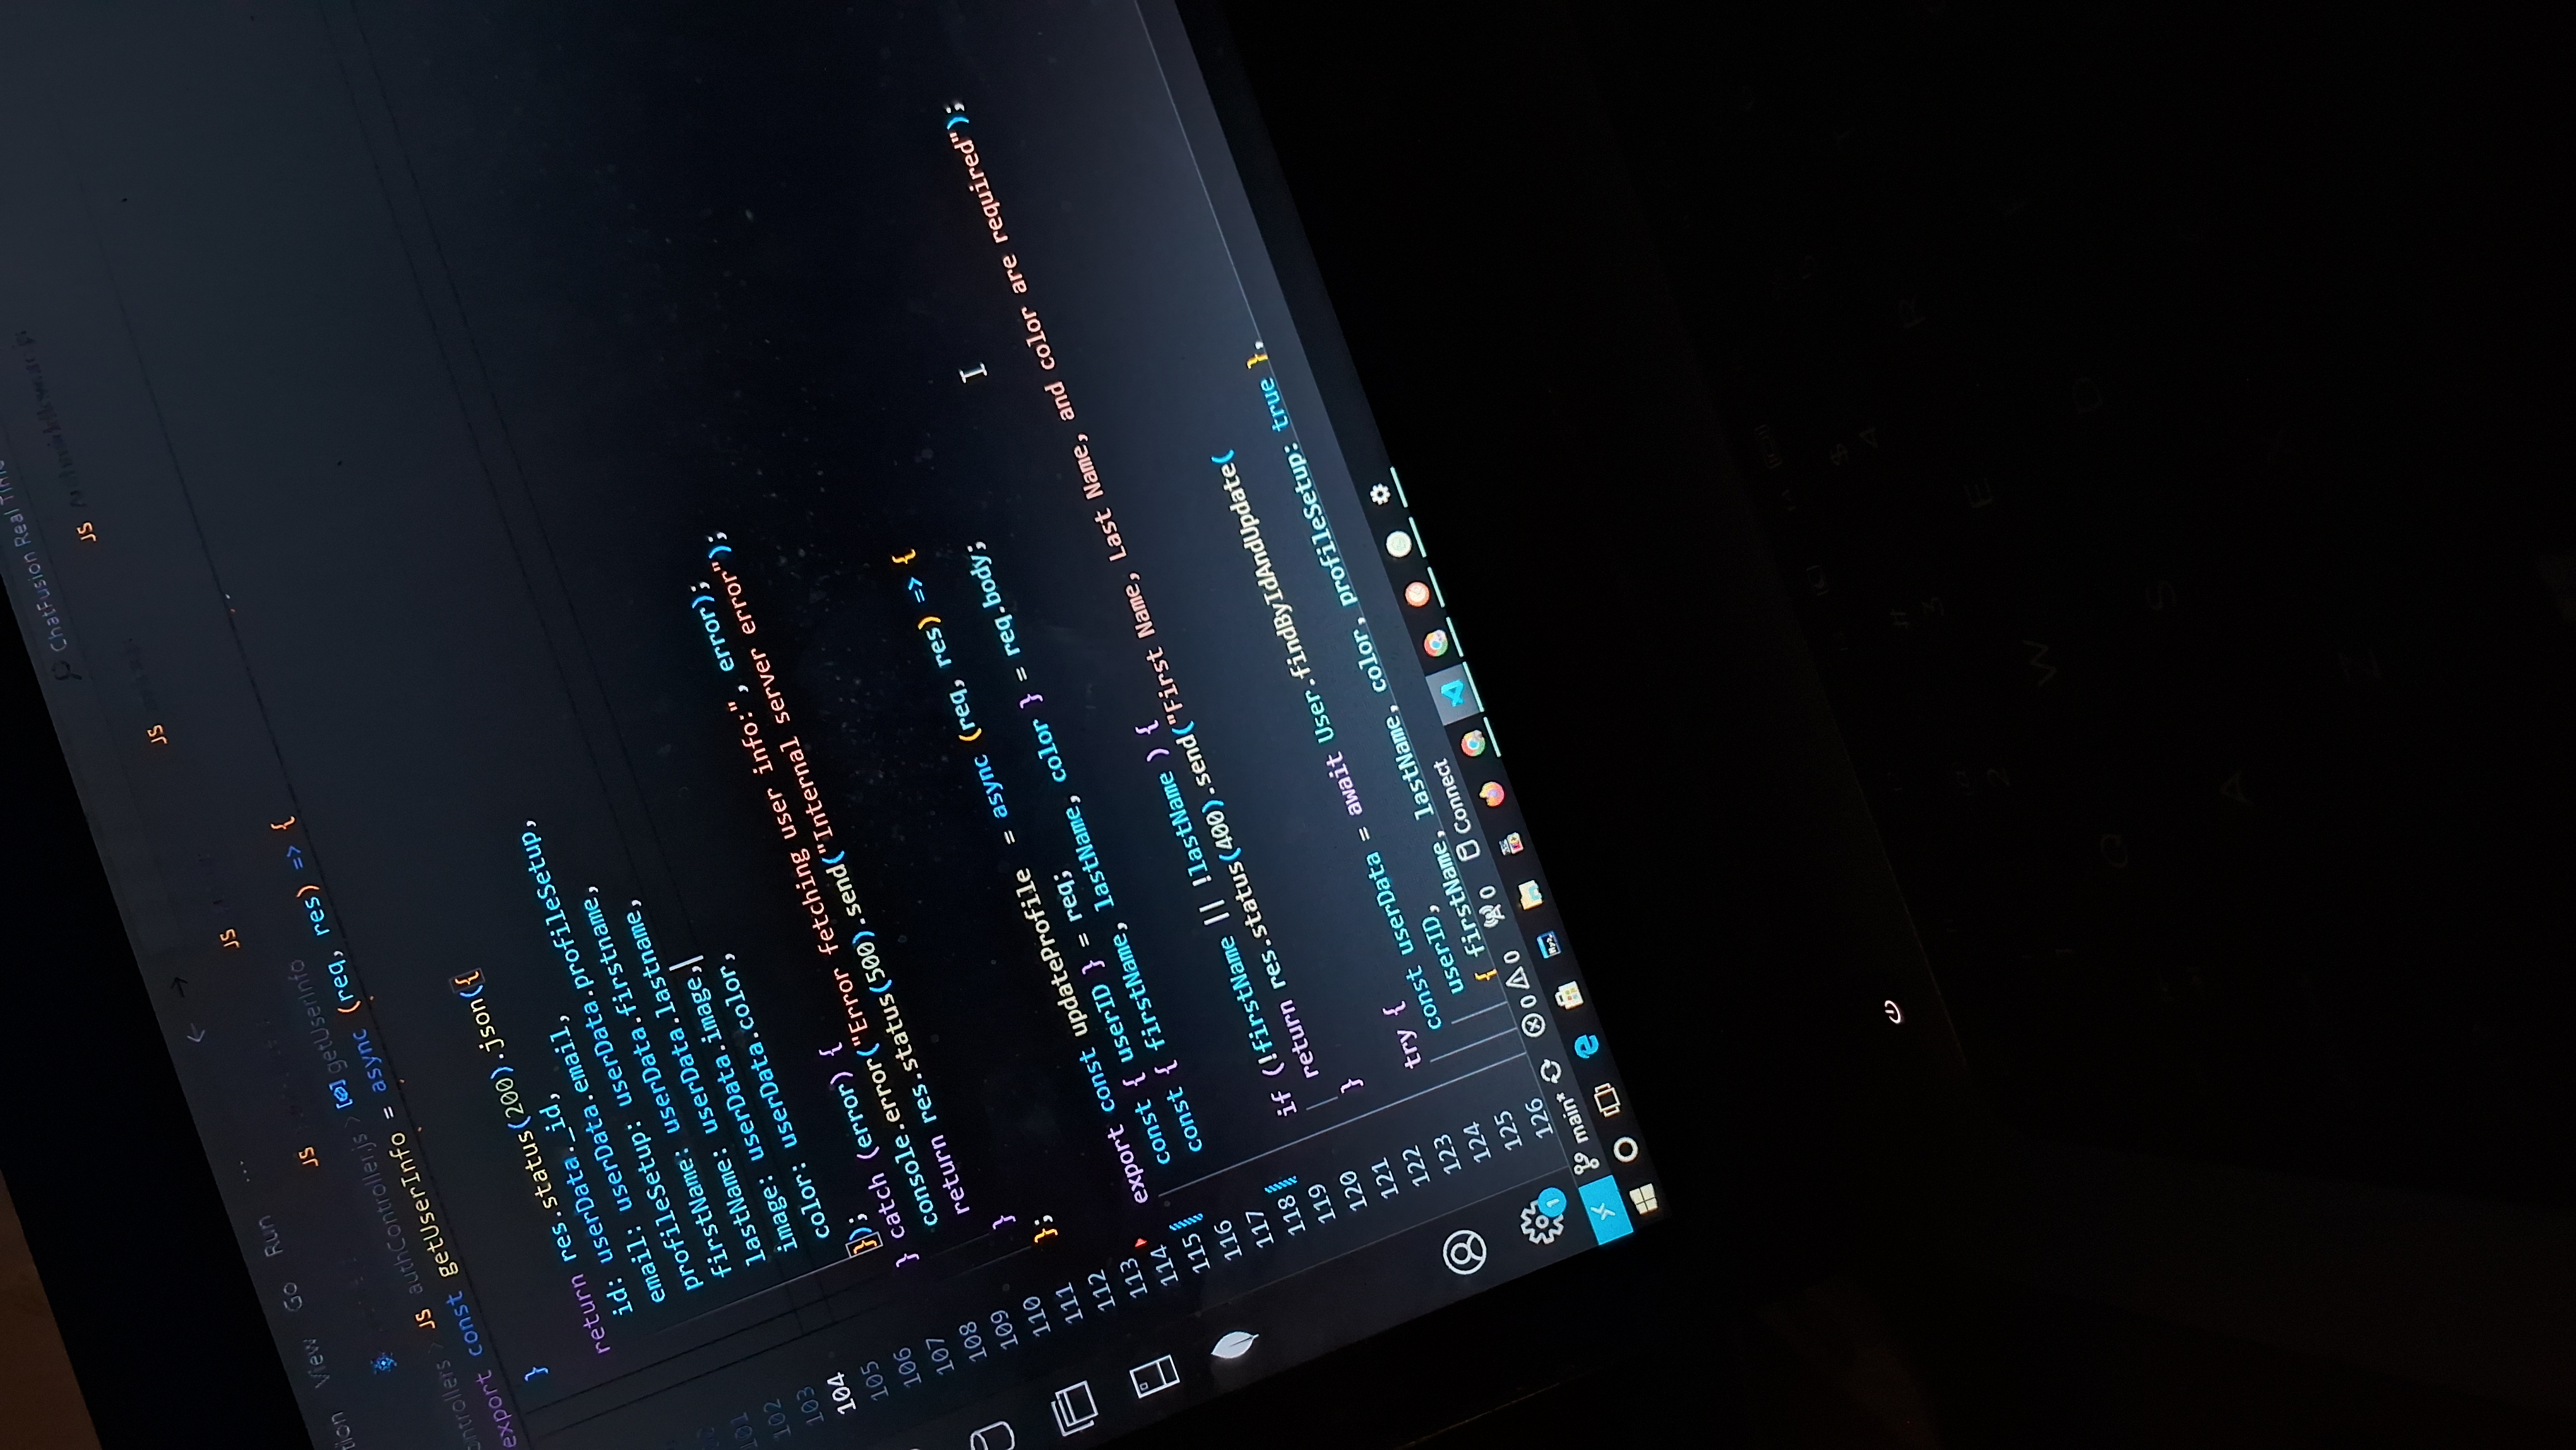 ChatFusion Real
View Go Run ...
JS
JS
JS
JS
JS authController.js > getUserInfo
export const getUserInfo = async (req, res) => {
}
return res.status(200).json({
id: userData._id,
email: userData.email,
profileSetup: userData.profileSetup,
firstName: userData.firstname,
101 lastName: userData.lastname,
102 image: userData.image,
103 color: userData.color,
104 });
105 } catch (error) {
106 console.error("Error fetching user info:", error);
107 return res.status(500).send("Internal server error");
108 }
109 };
110
111
112
113 export const updateProfile = async (req, res) => {
114 const { userID } = req;
115 const { firstName, lastName, color } = req.body;
116
117
118 if (!firstName || !lastName ) {
119 return res.status(400).send("First Name, Last Name, and color are required");
120 }
121
122 try {
123 const userData = await User.findByIdAndUpdate(
124 userID,
125 { firstName, lastName, color, profileSetup: true },
126
1
main* 0 0 0 Connect
$
# 4
3
2 E R
W
Q D
S
A